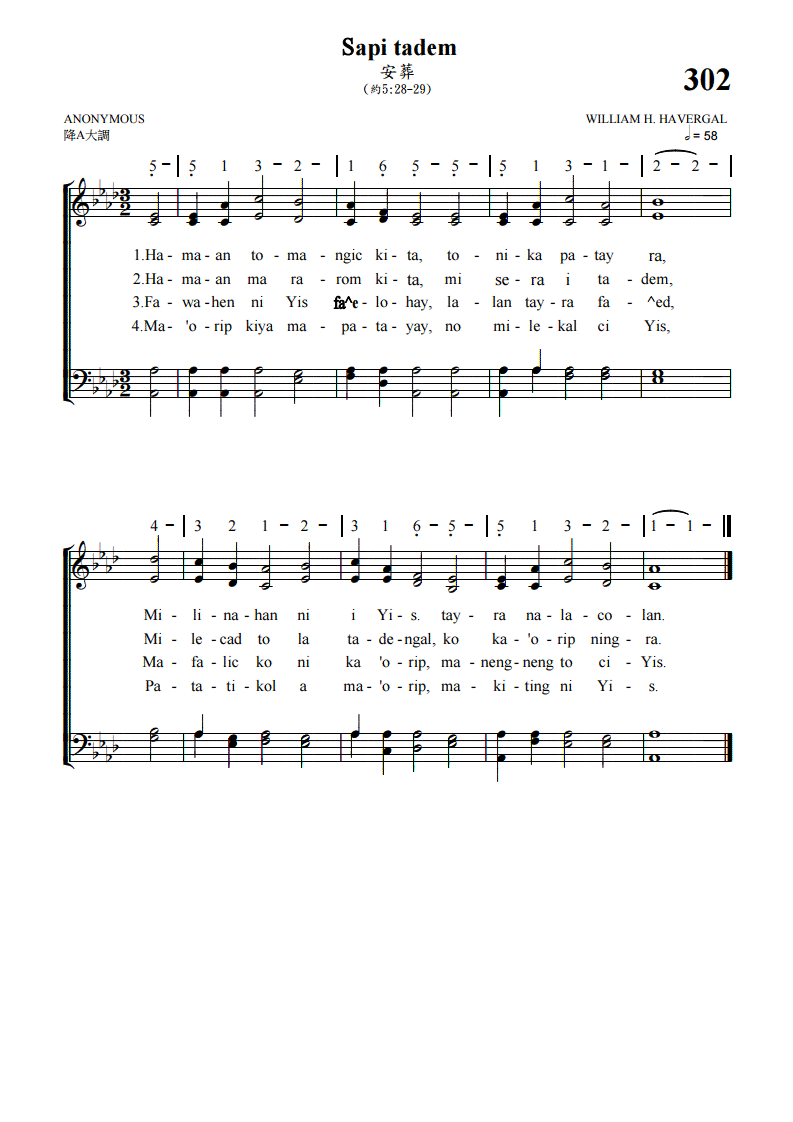 Sapi tadem
安葬
(約5:28-29)
302
ANONYMOUS
WILLIAM H. HAVERGAL
降A大調
= 58
5 - | 5 1 3 - 2 - | 1 6 5 - 5 - | 5 1 3 - 1 - | 2 - 2 - |
1.Ha- ma- an to- ma- ngic ki- ta, to- ni- ka pa- tay ra,
2.Ha- ma- an ma ra- rom ki- ta, mi se- ra i ta- dem,
3.Fa- wa- hen ni Yis fa^e - lo- hay, la- lan tay- ra fa- ^ed,
4.Ma- 'o- rip kiya ma- pa- ta- yay, no mi- le- kal ci Yis,
4 - | 3 2 1 - 2 - | 3 1 6 - 5 - | 5 1 3 - 2 - | 1 - 1 - ‖
Mi- li- na- han ni i Yi- s. tay- ra na- la- co- lan.
Mi- le- cad to la ta- de- ngal, ko ka- 'o- rip ning- ra.
Ma- fa- lic ko ni ka 'o- rip, ma- neng- neng to ci- Yis.
Pa- ta- ti- kol a ma- 'o- rip, ma- ki- ting ni Yi- s.